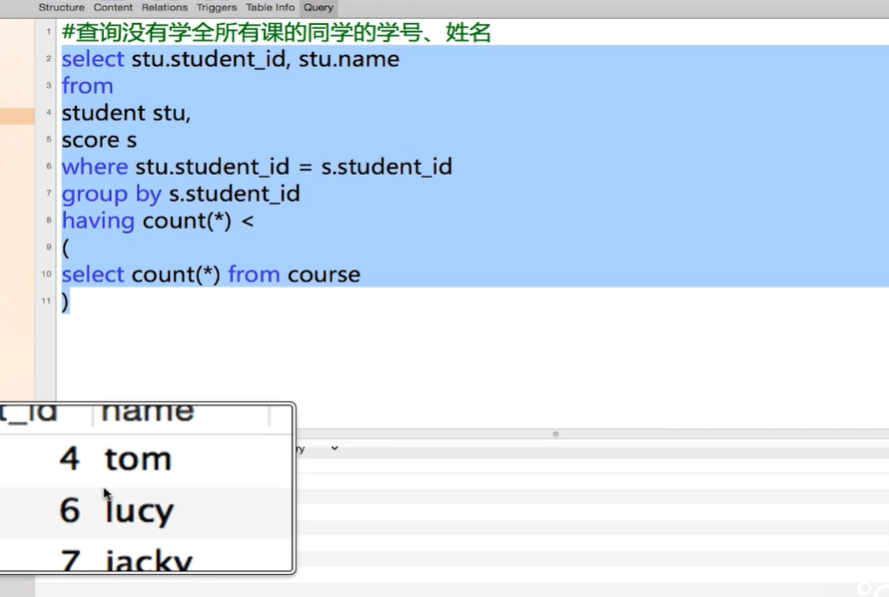 Structure Content Relations Triggers Table Info Query
1 #查询没有学全所有课的同学的学号、姓名
2 select stu.student_id, stu.name
3 from
4 student stu,
5 score s
6 where stu.student_id = s.student_id
7 group by s.student_id
8 having count(*) <
9 (
10 select count(*) from course
11 )
t_id name
ry
4 tom
6 lucy
7 jacky